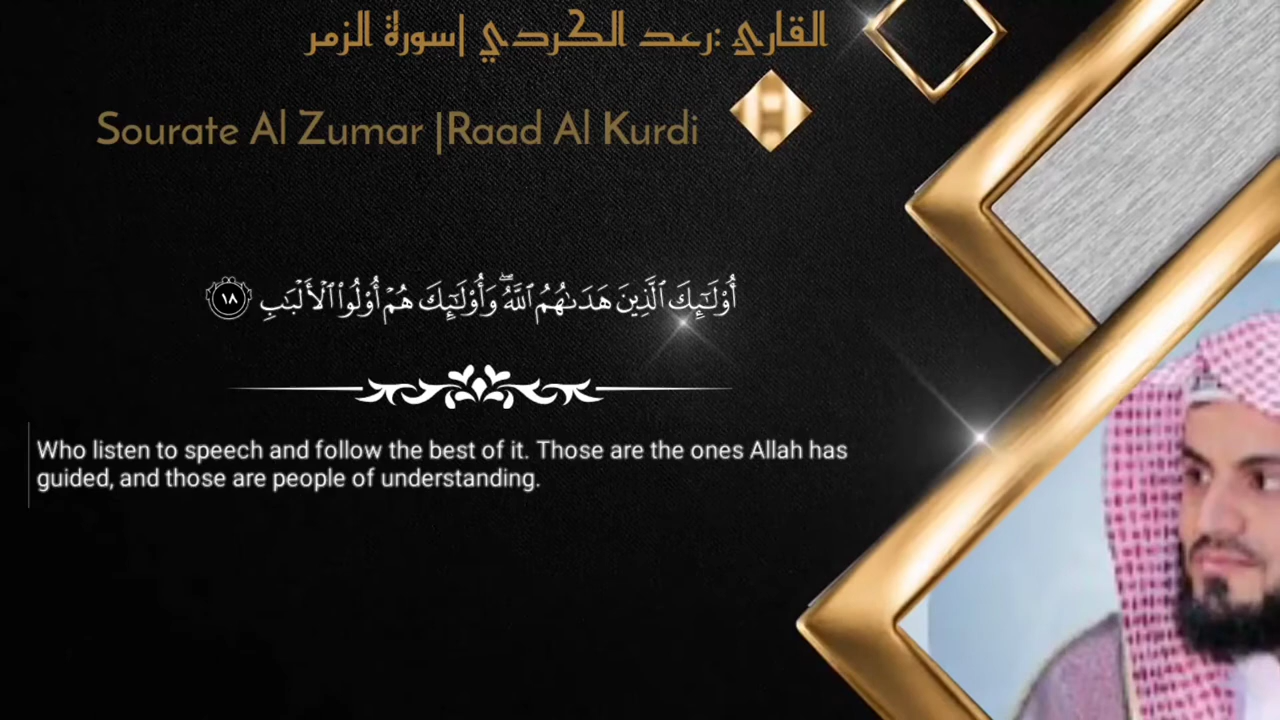 القارئ :رعد الكردي |سورة الزمر
Sourate Al Zumar |Raad Al Kurdi
أُوْلَـٰٓئِكَ ٱلَّذِينَ هَدَىٰهُمُ ٱللَّهُۖ وَأُوْلَـٰٓئِكَ هُمۡ أُوْلُواْ ٱلۡأَلۡبَـٰبِ ١٨
Who listen to speech and follow the best of it. Those are the ones Allah has
guided, and those are people of understanding.